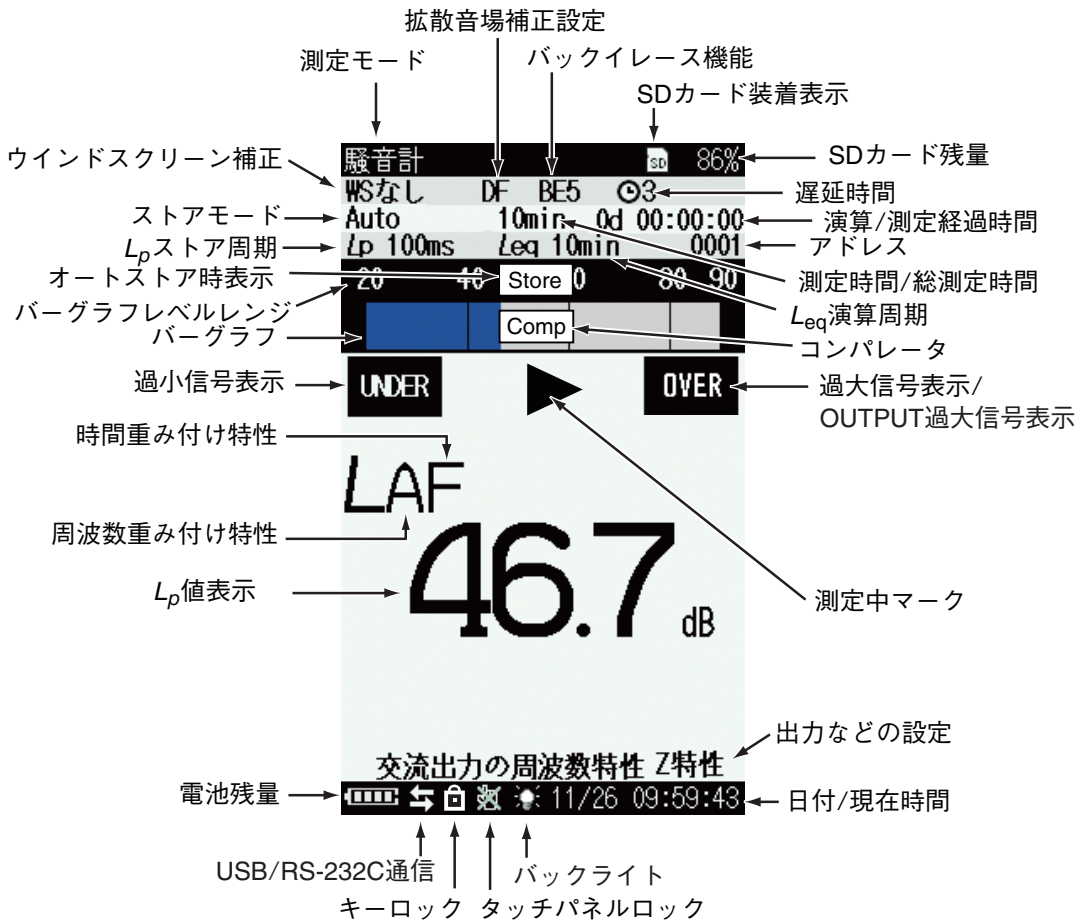 拡散音場補正設定
測定モード
バックイレース機能
SDカード装着表示
騒音計 SD 86%
SDカード残量
ウインドスクリーン補正
WSなし DF BE5 3
遅延時間
ストアモード
Auto 10min 0d 00:00:00
演算/測定経過時間
Lpストア周期
Lp 100ms Leq 10min 0001
アドレス
オートストア時表示
20 40 Store 0 80 90
測定時間/総測定時間
バーグラフレベルレンジ
Leq演算周期
バーグラフ
Comp
コンパレータ
過小信号表示
UNDER
OVER
過大信号表示/
OUTPUT過大信号表示
時間重み付け特性
LAF
周波数重み付け特性
Lp値表示
46.7 dB
測定中マーク
出力などの設定
交流出力の周波数特性 Z特性
電池残量
11/26 09:59:43
日付/現在時間
USB/RS-232C通信
バックライト
キーロック
タッチパネルロック